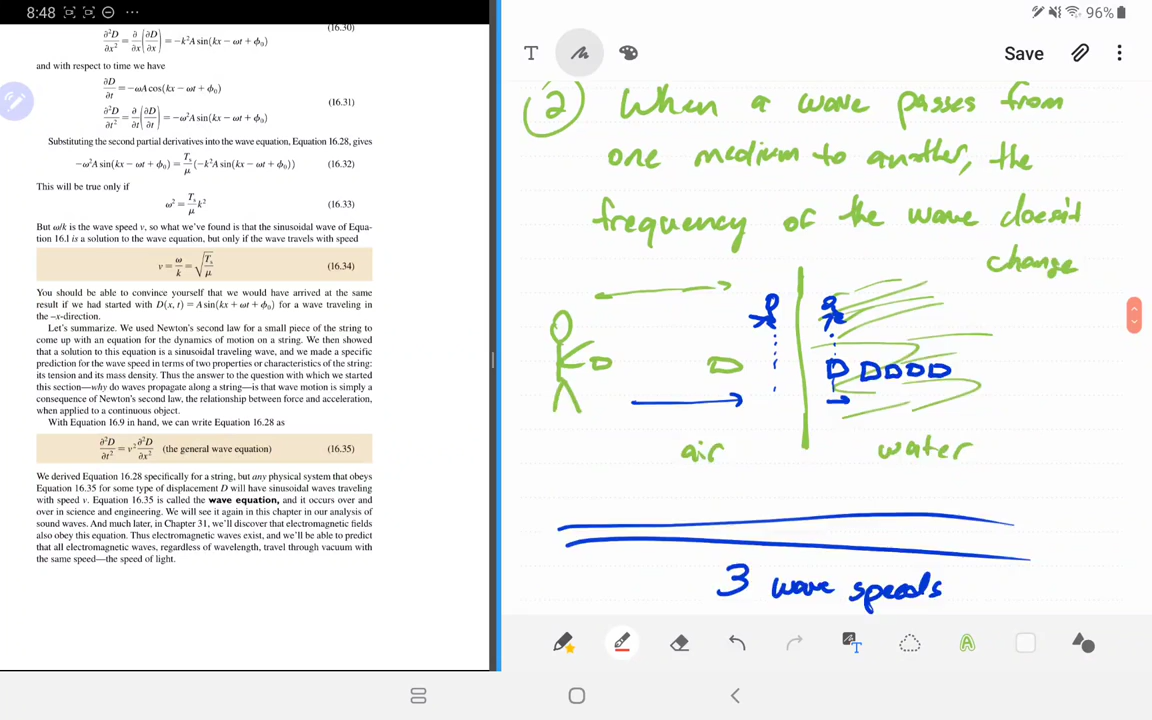 8:48
96%
(16.30)
∂²D/∂x² = ∂/∂x(∂D/∂x) = −k²A sin(kx − ωt + ϕ₀)
and with respect to time we have
∂D/∂t = −ωA cos(kx − ωt + ϕ₀)
(16.31)
∂²D/∂t² = ∂/∂t(∂D/∂t) = −ω²A sin(kx − ωt + ϕ₀)
Substituting the second partial derivatives into the wave equation, Equation 16.28, gives
−ω²A sin(kx − ωt + ϕ₀) = Tₛ/μ (−k²A sin(kx − ωt + ϕ₀)) (16.32)
This will be true only if
ω² = Tₛ/μ k² (16.33)
But ω/k is the wave speed v, so what we've found is that the sinusoidal wave of Equa-
tion 16.1 is a solution to the wave equation, but only if the wave travels with speed
v = ω/k = √(Tₛ/μ) (16.34)
You should be able to convince yourself that we would have arrived at the same
result if we had started with D(x, t) = A sin(kx + ωt + ϕ₀) for a wave traveling in
the −x-direction.
Let's summarize. We used Newton's second law for a small piece of the string to
come up with an equation for the dynamics of motion on a string. We then showed
that a solution to this equation is a sinusoidal traveling wave, and we made a specific
prediction for the wave speed in terms of two properties or characteristics of the string:
its tension and its mass density. Thus the answer to the question with which we started
this section—why do waves propagate along a string—is that wave motion is simply a
consequence of Newton's second law, the relationship between force and acceleration,
when applied to a continuous object.
With Equation 16.9 in hand, we can write Equation 16.28 as
∂²D/∂t² = v² ∂²D/∂x² (the general wave equation) (16.35)
We derived Equation 16.28 specifically for a string, but any physical system that obeys
Equation 16.35 for some type of displacement D will have sinusoidal waves traveling
with speed v. Equation 16.35 is called the wave equation, and it occurs over and
over in science and engineering. We will see it again in this chapter in our analysis of
sound waves. And much later, in Chapter 31, we'll discover that electromagnetic fields
also obey this equation. Thus electromagnetic waves exist, and we'll be able to predict
that all electromagnetic waves, regardless of wavelength, travel through vacuum with
the same speed—the speed of light.
T
Save
② When a wave passes from
one medium to another, the
frequency of the wave doesn't
change
air water
3 wave speeds
T
A